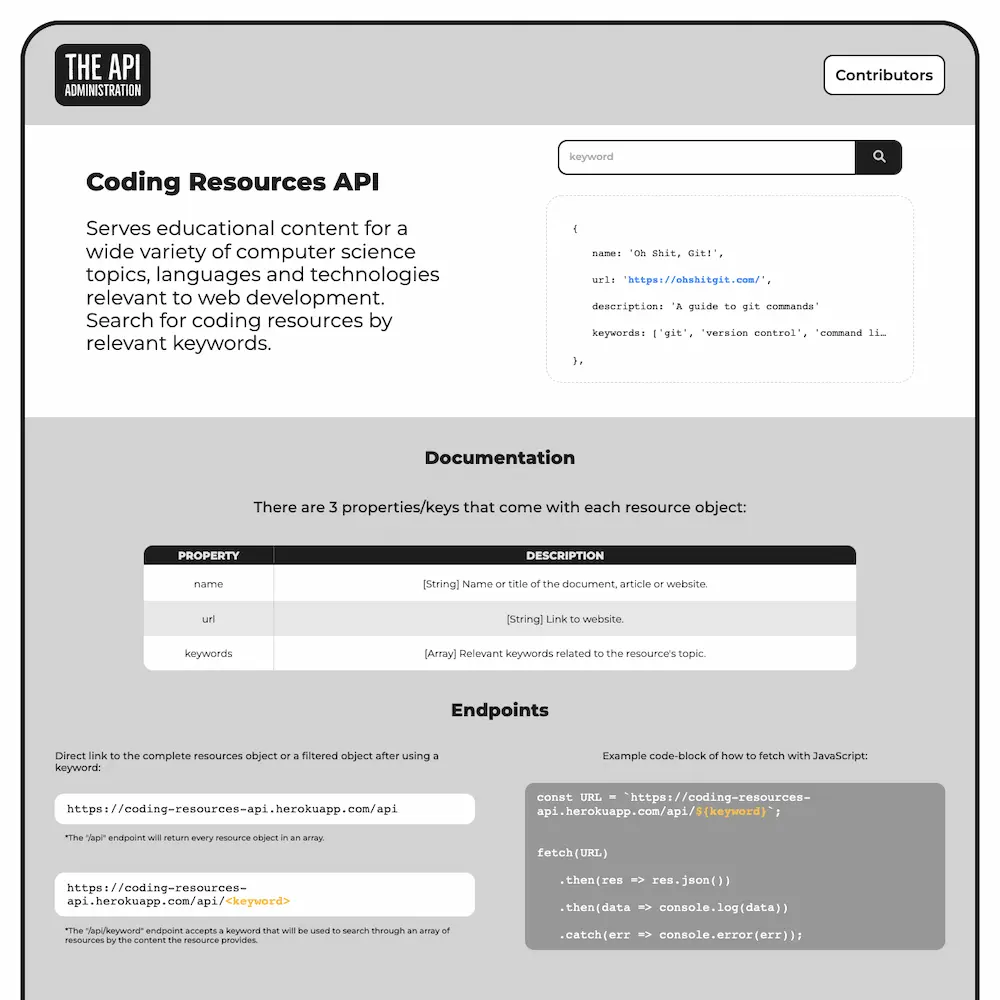 THE API
ADMINISTRATION
Contributors
keyword
Coding Resources API
Serves educational content for a
wide variety of computer science
topics, languages and technologies
relevant to web development.
Search for coding resources by
relevant keywords.
{
name: 'Oh Shit, Git!',
url: 'https://ohshitgit.com/',
description: 'A guide to git commands'
keywords: ['git', 'version control', 'command li…
},
Documentation
There are 3 properties/keys that come with each resource object:
PROPERTY DESCRIPTION
name [String] Name or title of the document, article or website.
url [String] Link to website.
keywords [Array] Relevant keywords related to the resource's topic.
Endpoints
Direct link to the complete resources object or a filtered object after using a
keyword:
https://coding-resources-api.herokuapp.com/api
*The "/api" endpoint will return every resource object in an array.
https://coding-resources-
api.herokuapp.com/api/<keyword>
*The "/api/keyword" endpoint accepts a keyword that will be used to search through an array of
resources by the content the resource provides.
Example code-block of how to fetch with JavaScript:
const URL = `https://coding-resources-
api.herokuapp.com/api/${keyword}`;
fetch(URL)
.then(res => res.json())
.then(data => console.log(data))
.catch(err => console.error(err));